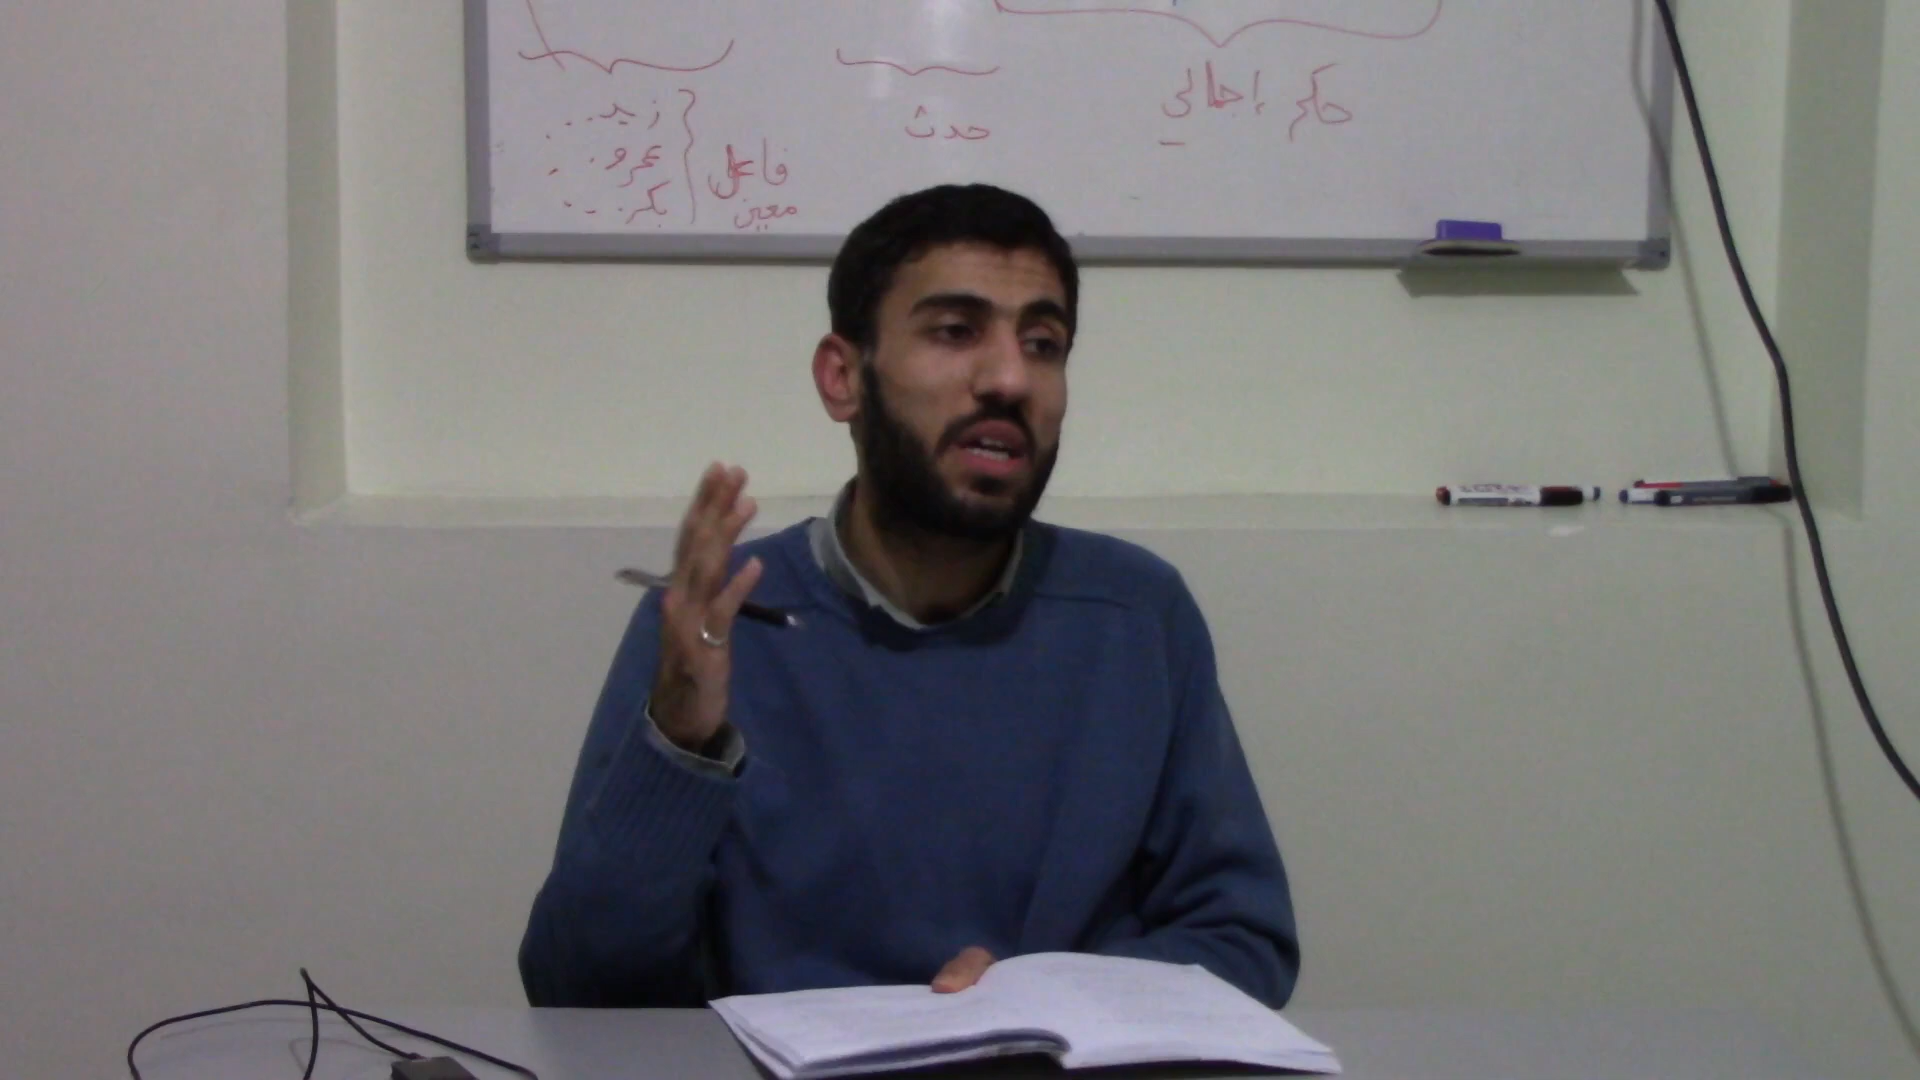 حكم إجمالي
حدث
فاعل
معين
زيد...
عمرو..
بكر...